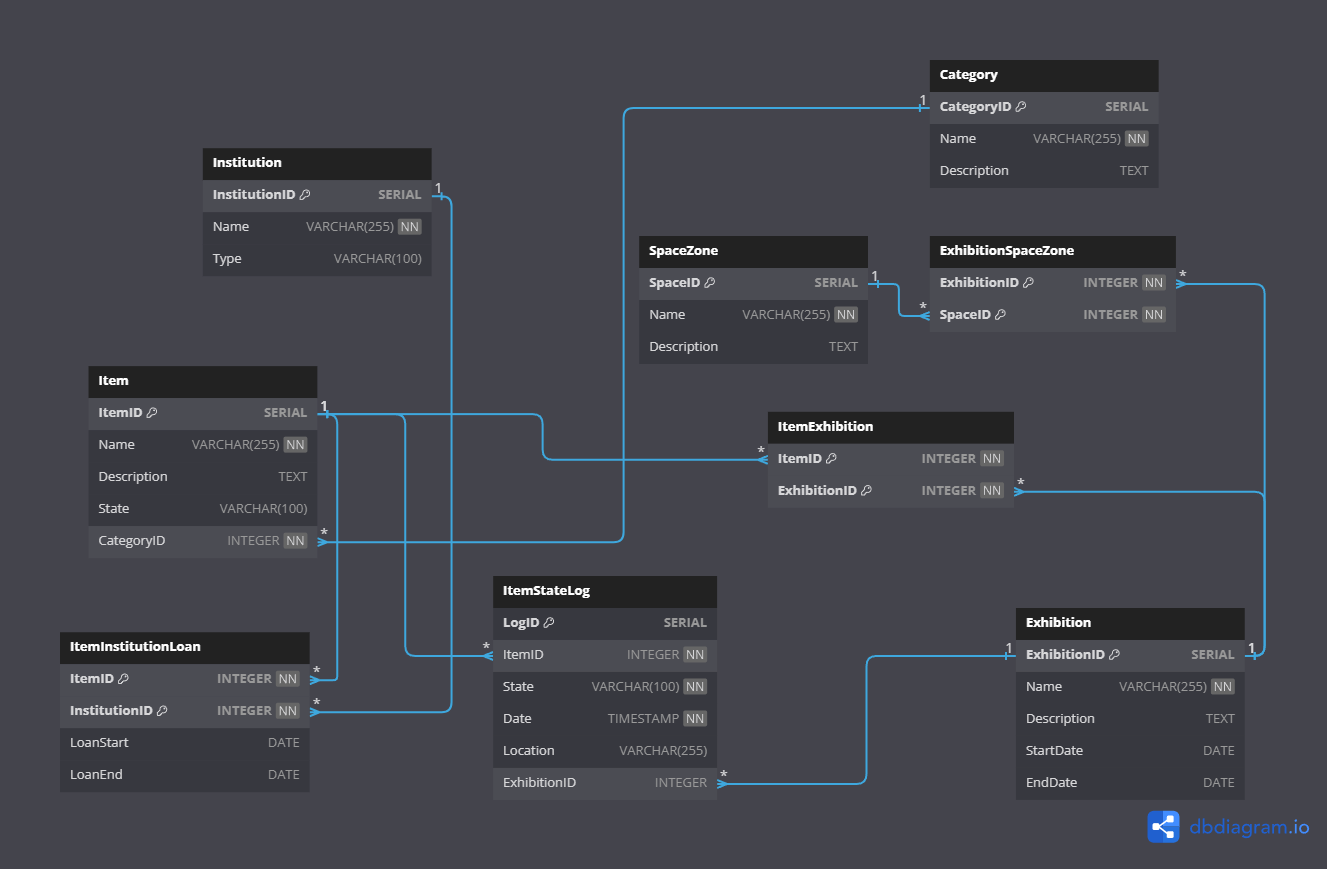 Category
CategoryID SERIAL
Name VARCHAR(255) NN
Description TEXT
Institution
InstitutionID SERIAL
Name VARCHAR(255) NN
Type VARCHAR(100)
SpaceZone
SpaceID SERIAL
Name VARCHAR(255) NN
Description TEXT
ExhibitionSpaceZone
ExhibitionID INTEGER NN
SpaceID INTEGER NN
Item
ItemID SERIAL
Name VARCHAR(255) NN
Description TEXT
State VARCHAR(100)
CategoryID INTEGER NN
ItemExhibition
ItemID INTEGER NN
ExhibitionID INTEGER NN
ItemStateLog
LogID SERIAL
ItemID INTEGER NN
State VARCHAR(100) NN
Date TIMESTAMP NN
Location VARCHAR(255)
ExhibitionID INTEGER
ItemInstitutionLoan
ItemID INTEGER NN
InstitutionID INTEGER NN
LoanStart DATE
LoanEnd DATE
Exhibition
ExhibitionID SERIAL
Name VARCHAR(255) NN
Description TEXT
StartDate DATE
EndDate DATE
1
1
1
*
*
1
*
*
*
*
*
*
1
1
*
dbdiagram.io